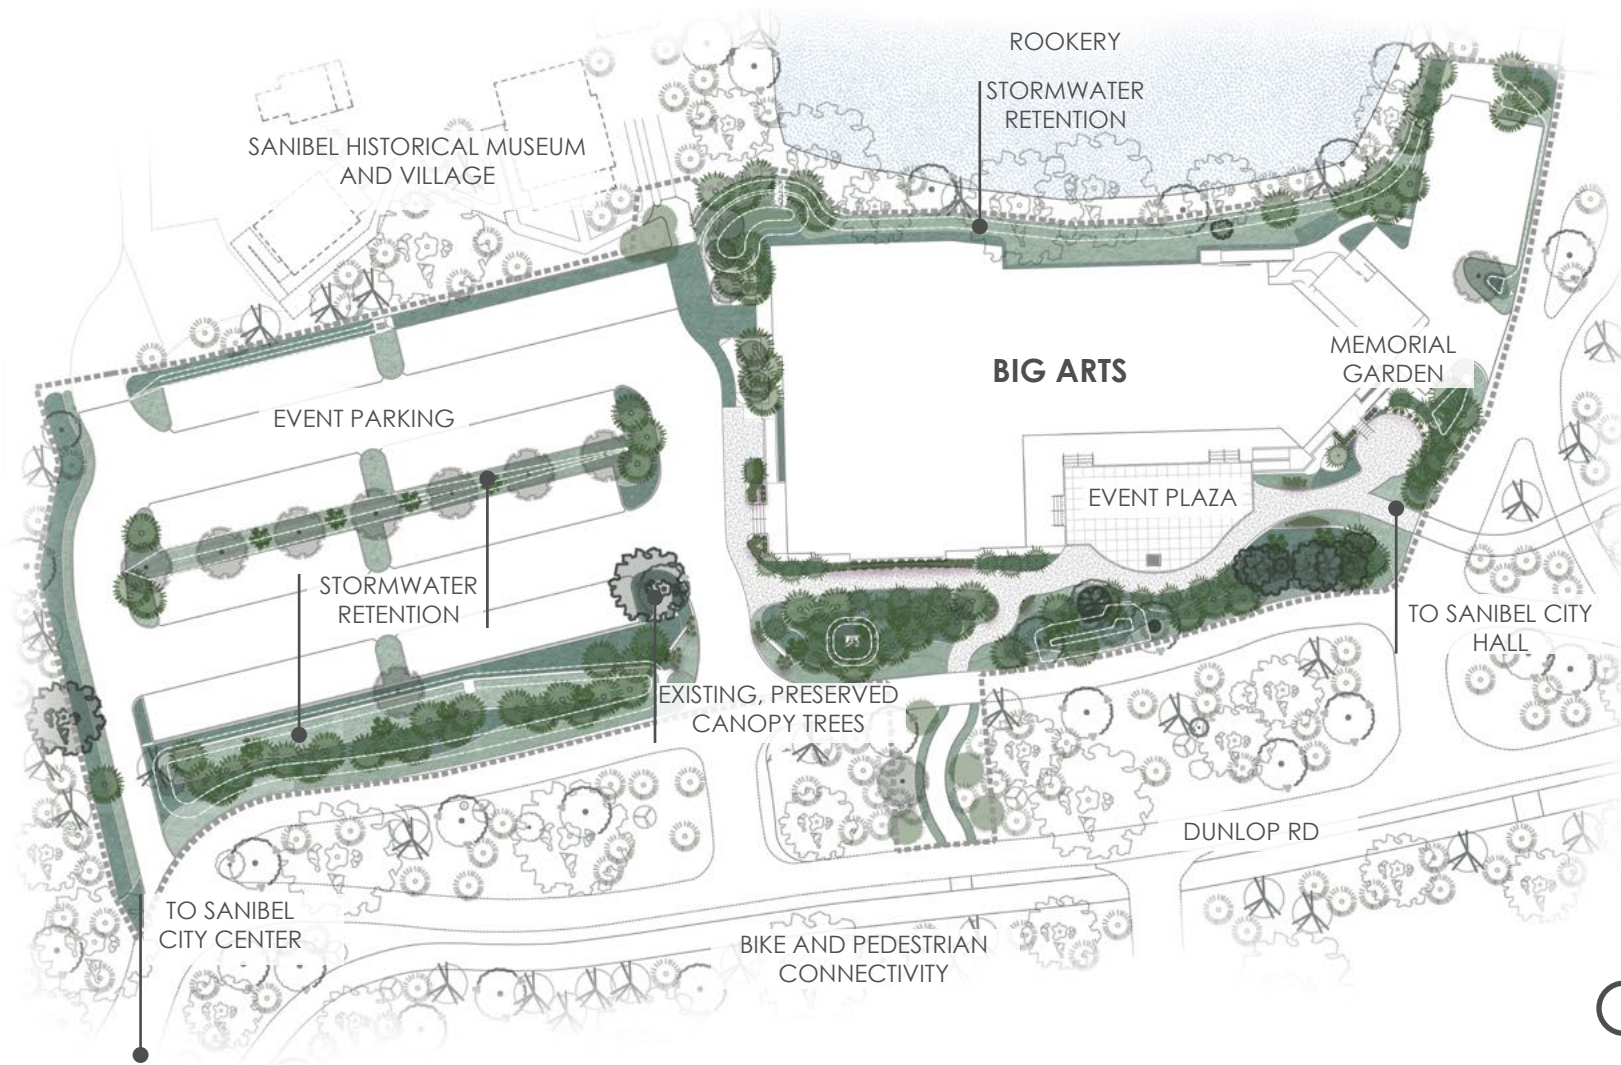 ROOKERY
STORMWATER
RETENTION
SANIBEL HISTORICAL MUSEUM
AND VILLAGE
BIG ARTS
MEMORIAL
GARDEN
EVENT PARKING
EVENT PLAZA
STORMWATER
RETENTION
TO SANIBEL CITY
HALL
EXISTING, PRESERVED
CANOPY TREES
DUNLOP RD
TO SANIBEL
CITY CENTER
BIKE AND PEDESTRIAN
CONNECTIVITY